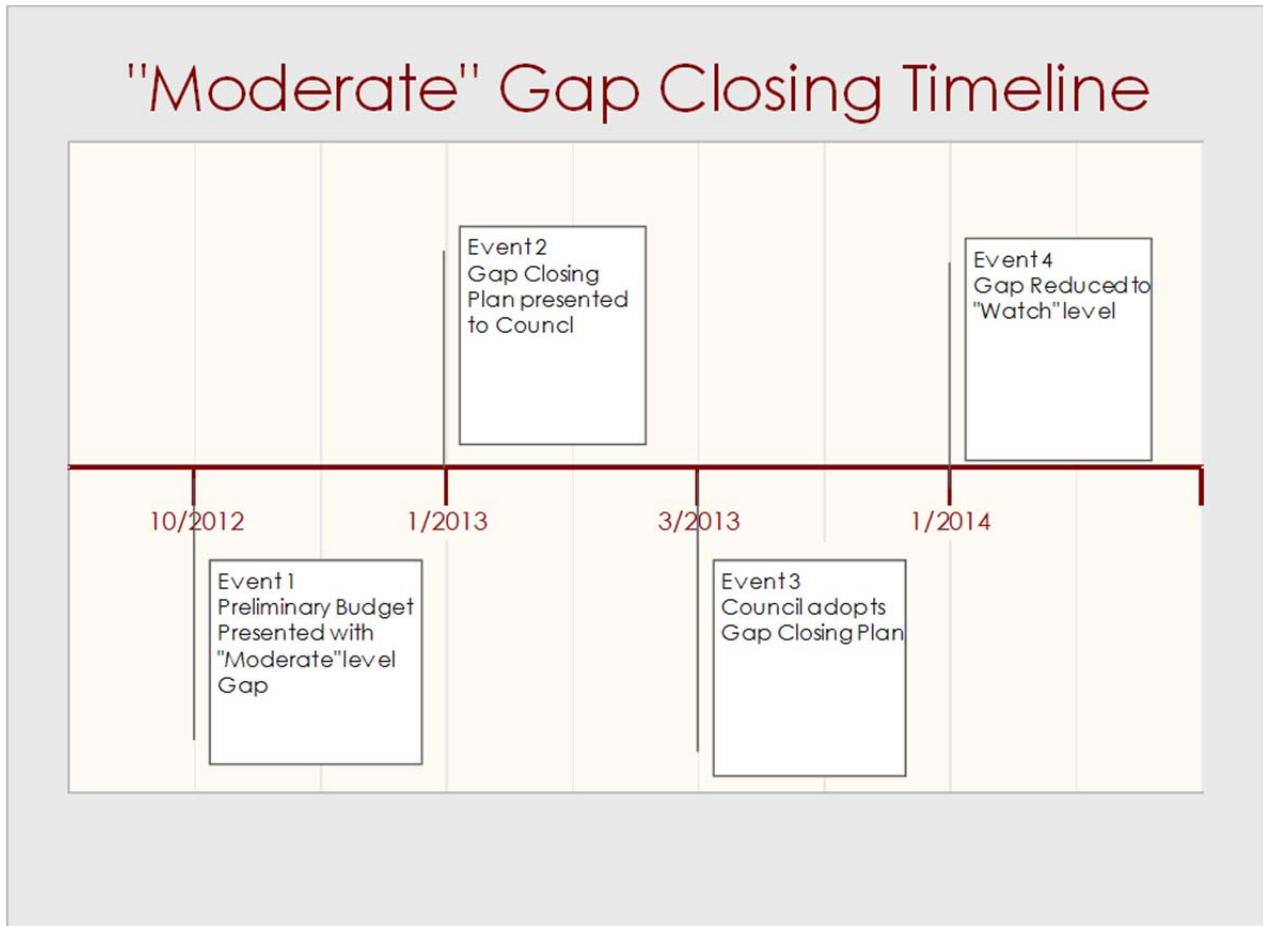 "Moderate" Gap Closing Timeline
Event 2
Gap Closing
Plan presented
to Councl
Event 4
Gap Reduced to
"Watch" level
10/2012
1/2013
3/2013
1/2014
Event 1
Preliminary Budget
Presented with
"Moderate" level
Gap
Event 3
Council adopts
Gap Closing Plan